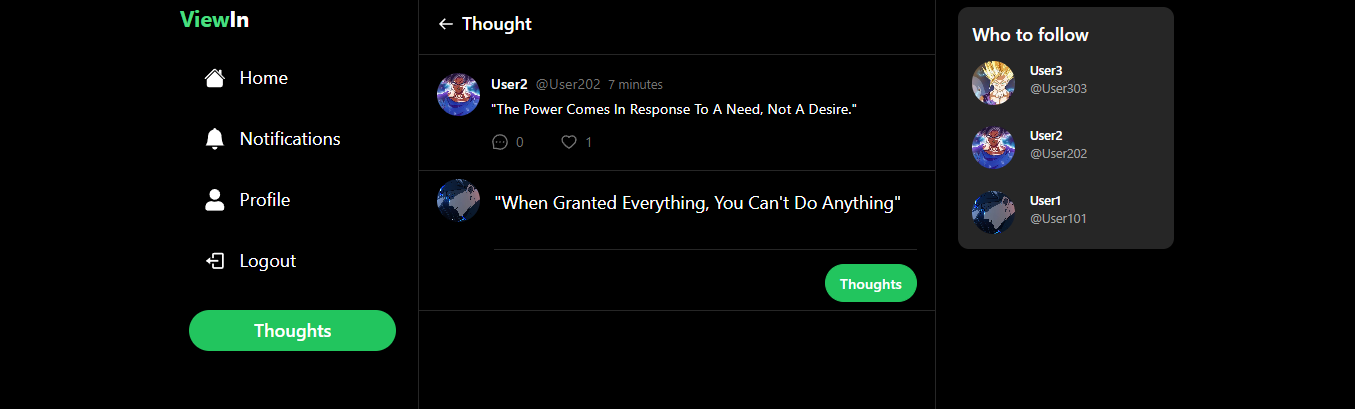 ViewIn
Home
Notifications
Profile
Logout
Thoughts
← Thought
User2 @User202 7 minutes
"The Power Comes In Response To A Need, Not A Desire."
0 1
"When Granted Everything, You Can't Do Anything"
Thoughts
Who to follow
User3
@User303
User2
@User202
User1
@User101